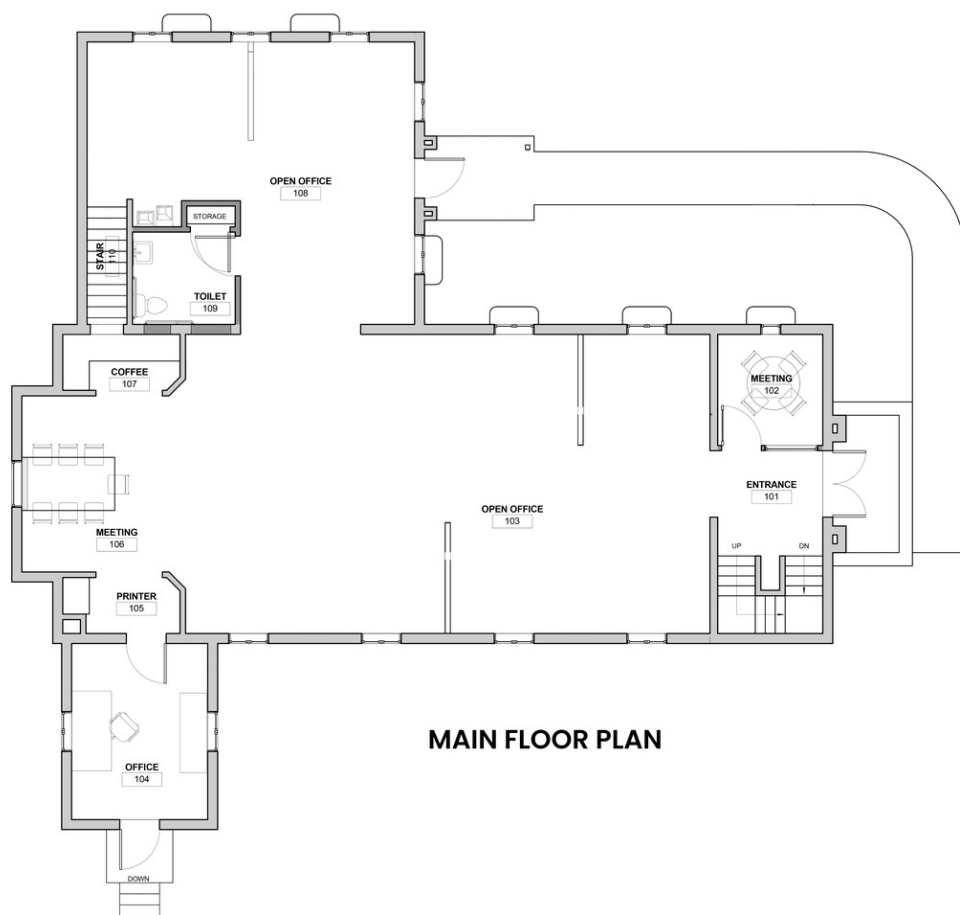 OPEN OFFICE
108
STORAGE
STAIR
110
TOILET
109
COFFEE
107
MEETING
102
ENTRANCE
101
OPEN OFFICE
103
MEETING
106
UP
DN
PRINTER
105
MAIN FLOOR PLAN
OFFICE
104
DOWN